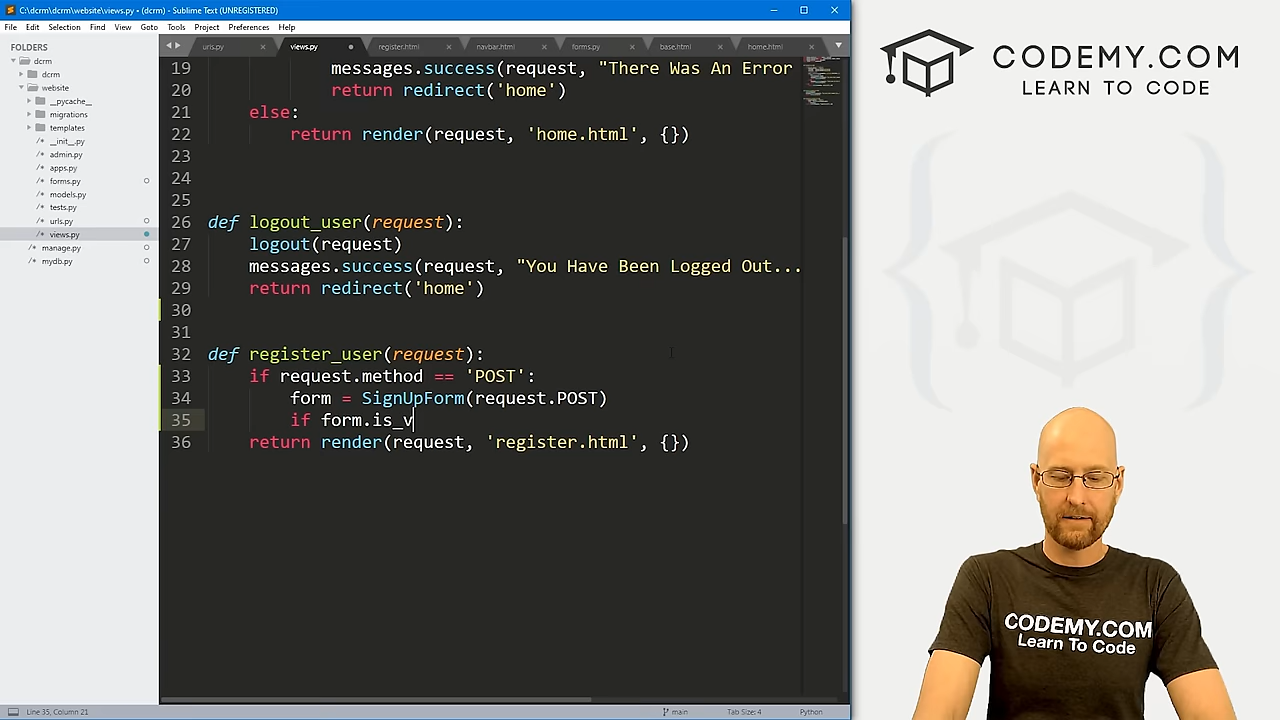 C:\dcrm\dcrm\website\views.py • (dcrm) - Sublime Text (UNREGISTERED)
File Edit Selection Find View Goto Tools Project Preferences Help
FOLDERS
dcrm
dcrm
website
__pycache__
migrations
templates
__init__.py
admin.py
apps.py
forms.py
models.py
tests.py
urls.py
views.py
manage.py
mydb.py
urls.py views.py register.html navbar.html forms.py base.html home.html
19 messages.success(request, "There Was An Error
20 return redirect('home')
21 else:
22 return render(request, 'home.html', {})
23
24
25
26 def logout_user(request):
27 logout(request)
28 messages.success(request, "You Have Been Logged Out...
29 return redirect('home')
30
31
32 def register_user(request):
33 if request.method == 'POST':
34 form = SignUpForm(request.POST)
35 if form.is_v
36 return render(request, 'register.html', {})
Line 35, Column 21
main
Tab Size: 4
Python
CODEMY.COM
LEARN TO CODE
CODEMY.COM
Learn To Code